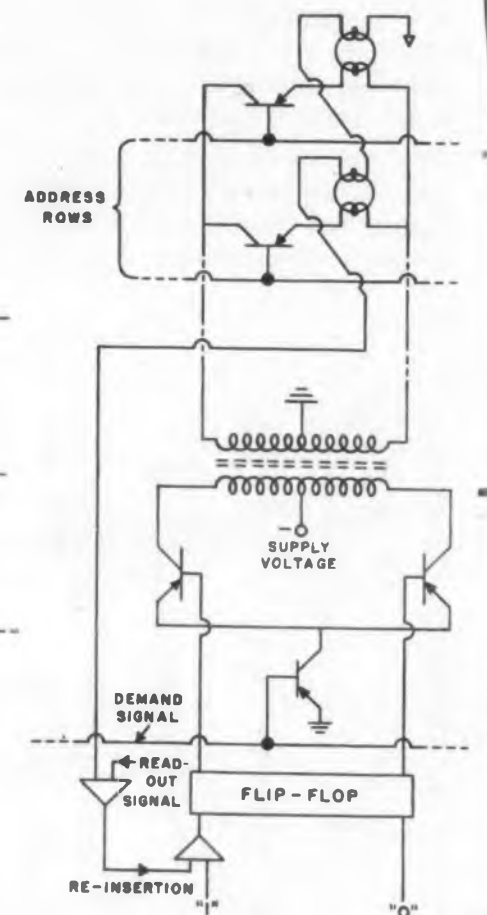 ADDRESS
ROWS
SUPPLY
VOLTAGE
DEMAND
SIGNAL
READ-
OUT
SIGNAL
FLIP-FLOP
RE-INSERTION
"1"
"0"